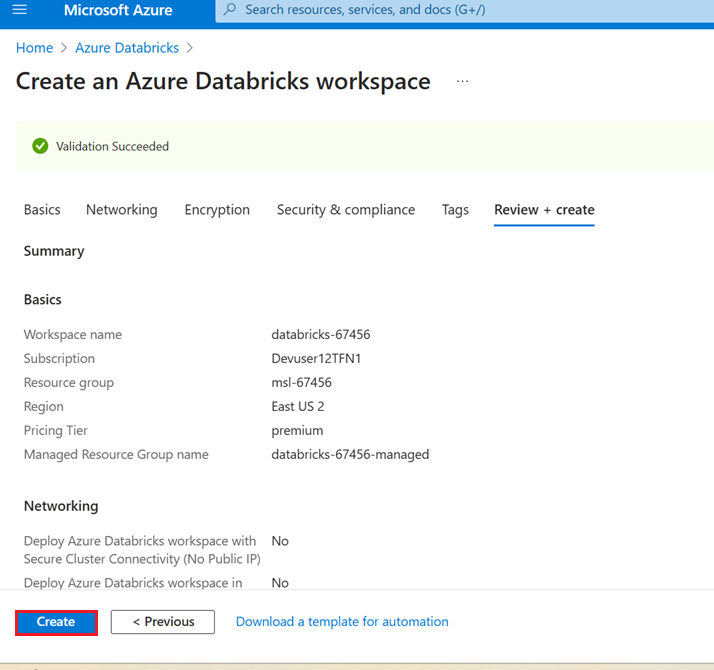 Microsoft Azure
Search resources, services, and docs (G+/)
Home > Azure Databricks >
Create an Azure Databricks workspace ...
Validation Succeeded
Basics Networking Encryption Security & compliance Tags Review + create
Summary
Basics
Workspace name databricks-67456
Subscription Devuser12TFN1
Resource group msl-67456
Region East US 2
Pricing Tier premium
Managed Resource Group name databricks-67456-managed
Networking
Deploy Azure Databricks workspace with No
Secure Cluster Connectivity (No Public IP)
Deploy Azure Databricks workspace in No
Create < Previous Download a template for automation